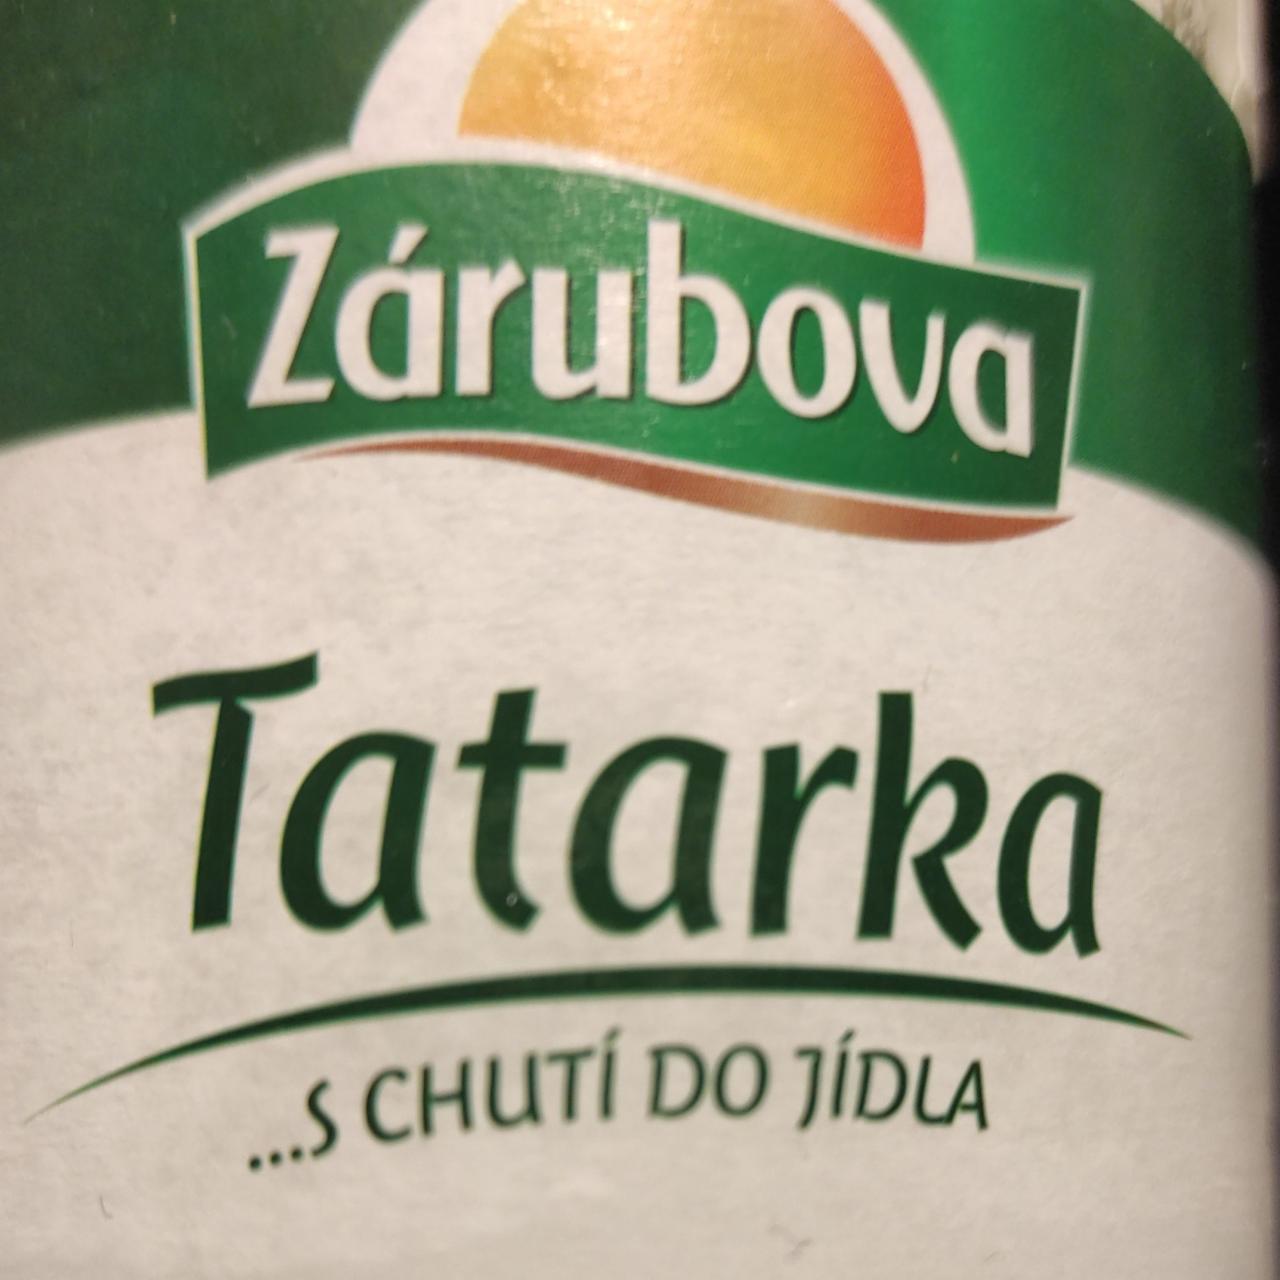 Zárubova
Tatarka
...S CHUTÍ DO JÍDLA